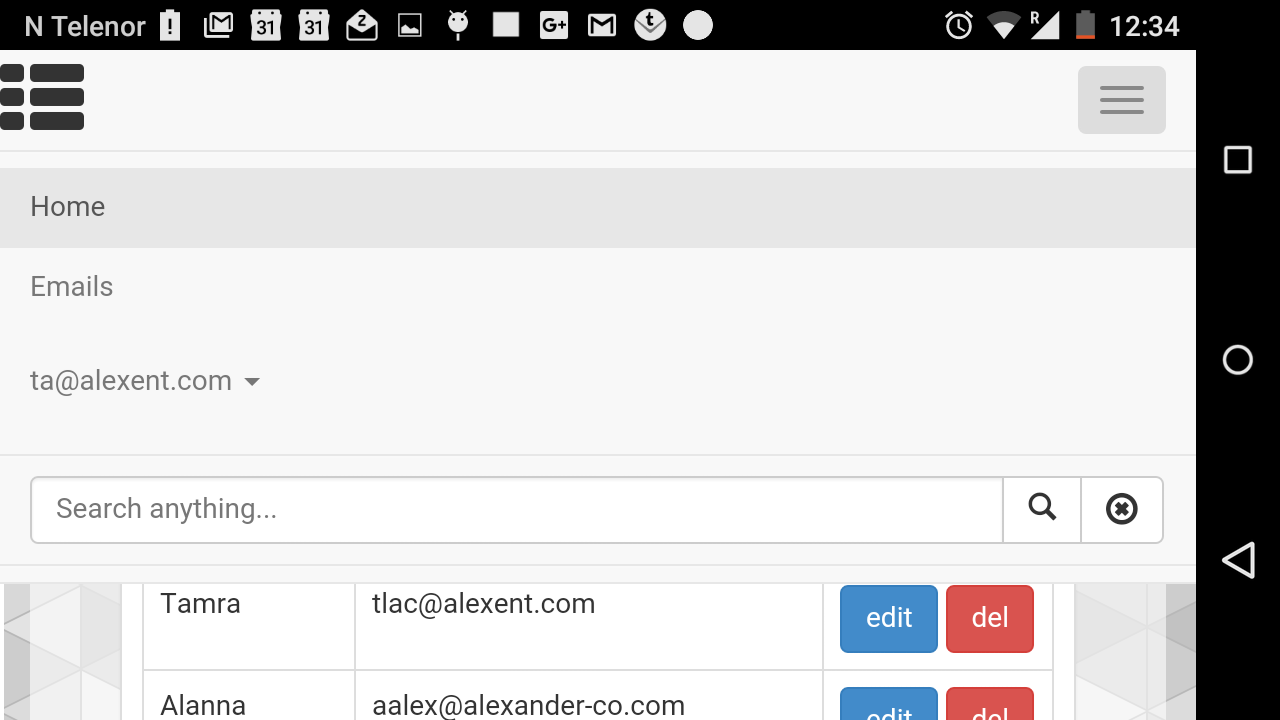 N Telenor 31 31 Z G+ M t R 12:34
Home
Emails
ta@alexent.com
Search anything...
Tamra tlac@alexent.com edit del
Alanna aalex@alexander-co.com edit del